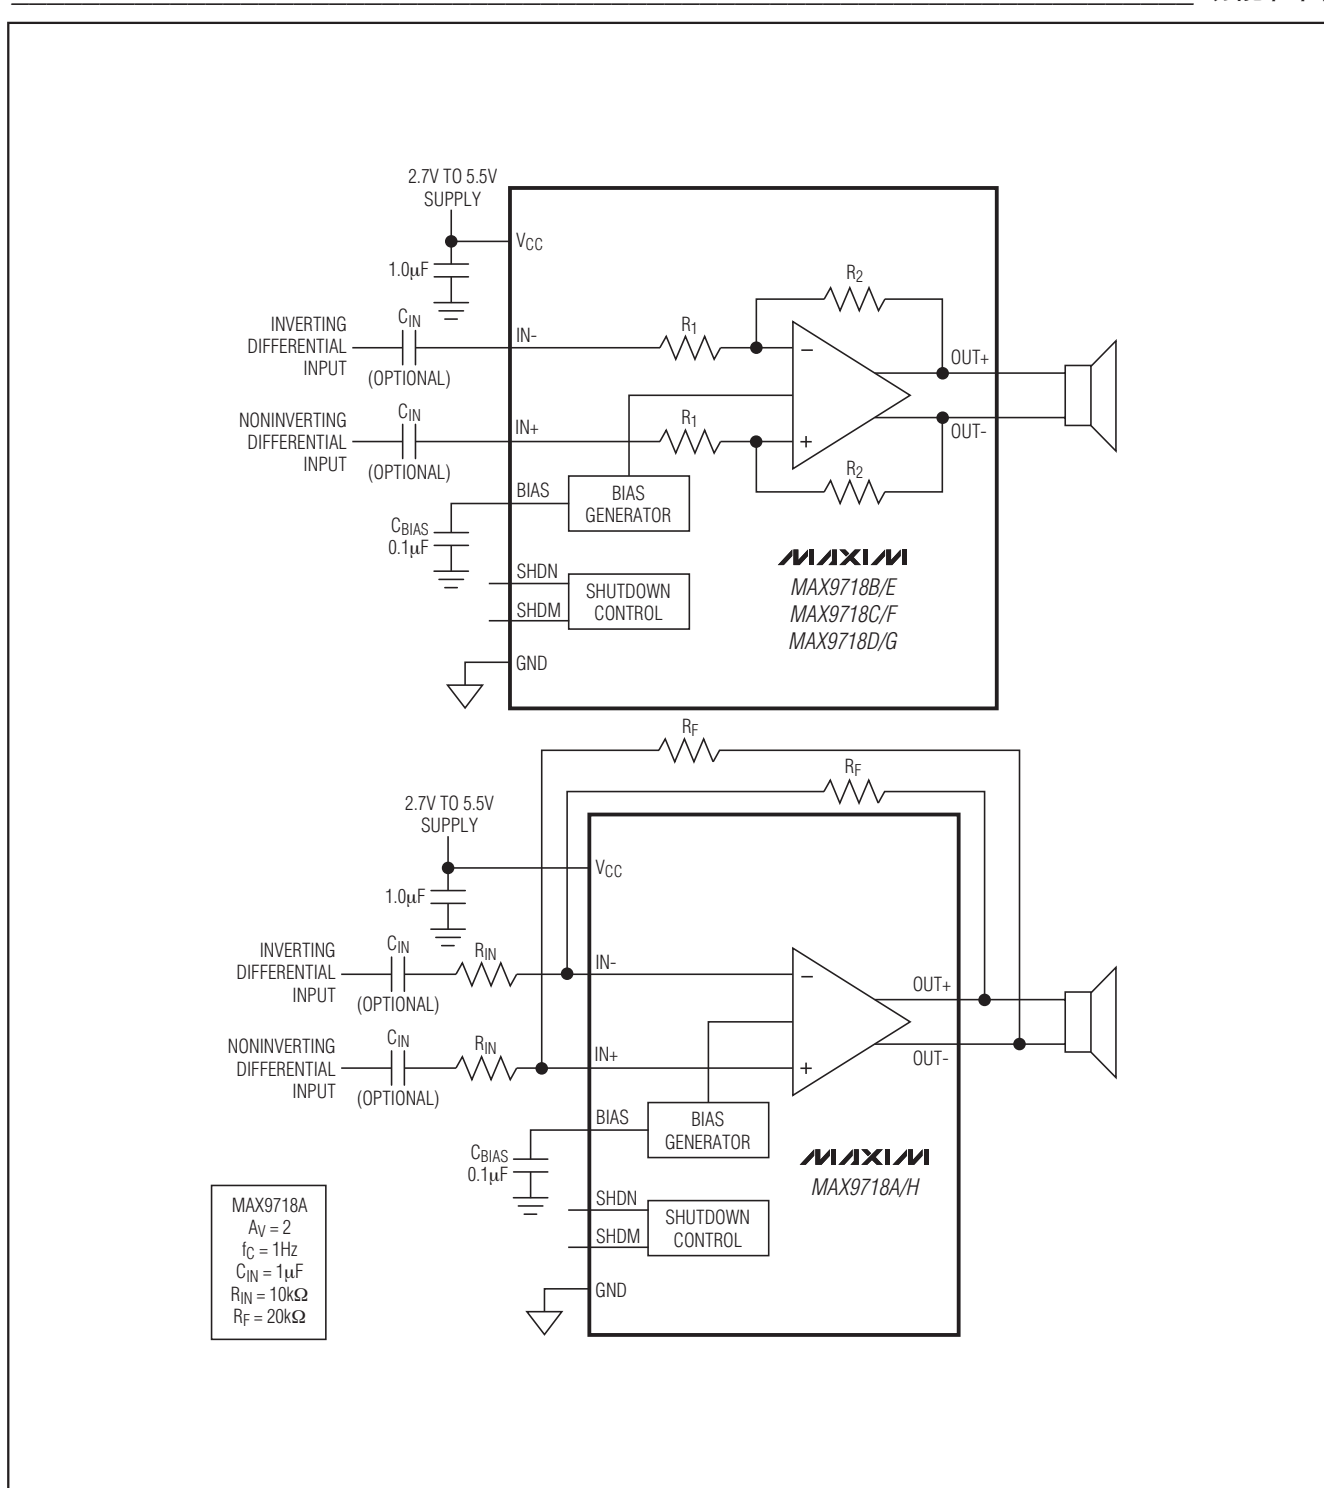 2.7V TO 5.5V
SUPPLY
VCC
1.0µF
R2
INVERTING
DIFFERENTIAL
INPUT
CIN
(OPTIONAL)
IN-
R1
−
OUT+
NONINVERTING
DIFFERENTIAL
INPUT
CIN
(OPTIONAL)
IN+
R1
+
OUT-
R2
BIAS
BIAS
GENERATOR
CBIAS
0.1µF
SHDN
SHDM
SHUTDOWN
CONTROL
GND
MAXIM
MAX9718B/E
MAX9718C/F
MAX9718D/G
RF
RF
2.7V TO 5.5V
SUPPLY
VCC
1.0µF
INVERTING
DIFFERENTIAL
INPUT
CIN
(OPTIONAL)
RIN
IN-
−
OUT+
NONINVERTING
DIFFERENTIAL
INPUT
CIN
(OPTIONAL)
RIN
IN+
+
OUT-
BIAS
BIAS
GENERATOR
CBIAS
0.1µF
SHDN
SHDM
SHUTDOWN
CONTROL
GND
MAXIM
MAX9718A/H
MAX9718A
AV = 2
fC = 1Hz
CIN = 1µF
RIN = 10kΩ
RF = 20kΩ